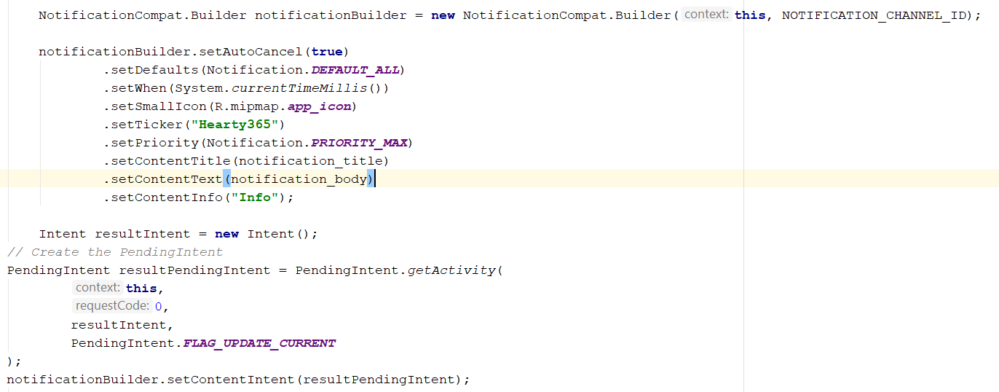 NotificationCompat.Builder notificationBuilder = new NotificationCompat.Builder( context: this, NOTIFICATION_CHANNEL_ID);
notificationBuilder.setAutoCancel(true)
.setDefaults(Notification.DEFAULT_ALL)
.setWhen(System.currentTimeMillis())
.setSmallIcon(R.mipmap.app_icon)
.setTicker("Hearty365")
.setPriority(Notification.PRIORITY_MAX)
.setContentTitle(notification_title)
.setContentText(notification_body)
.setContentInfo("Info");
Intent resultIntent = new Intent();
// Create the PendingIntent
PendingIntent resultPendingIntent = PendingIntent.getActivity(
context: this,
requestCode: 0,
resultIntent,
PendingIntent.FLAG_UPDATE_CURRENT
);
notificationBuilder.setContentIntent(resultPendingIntent);